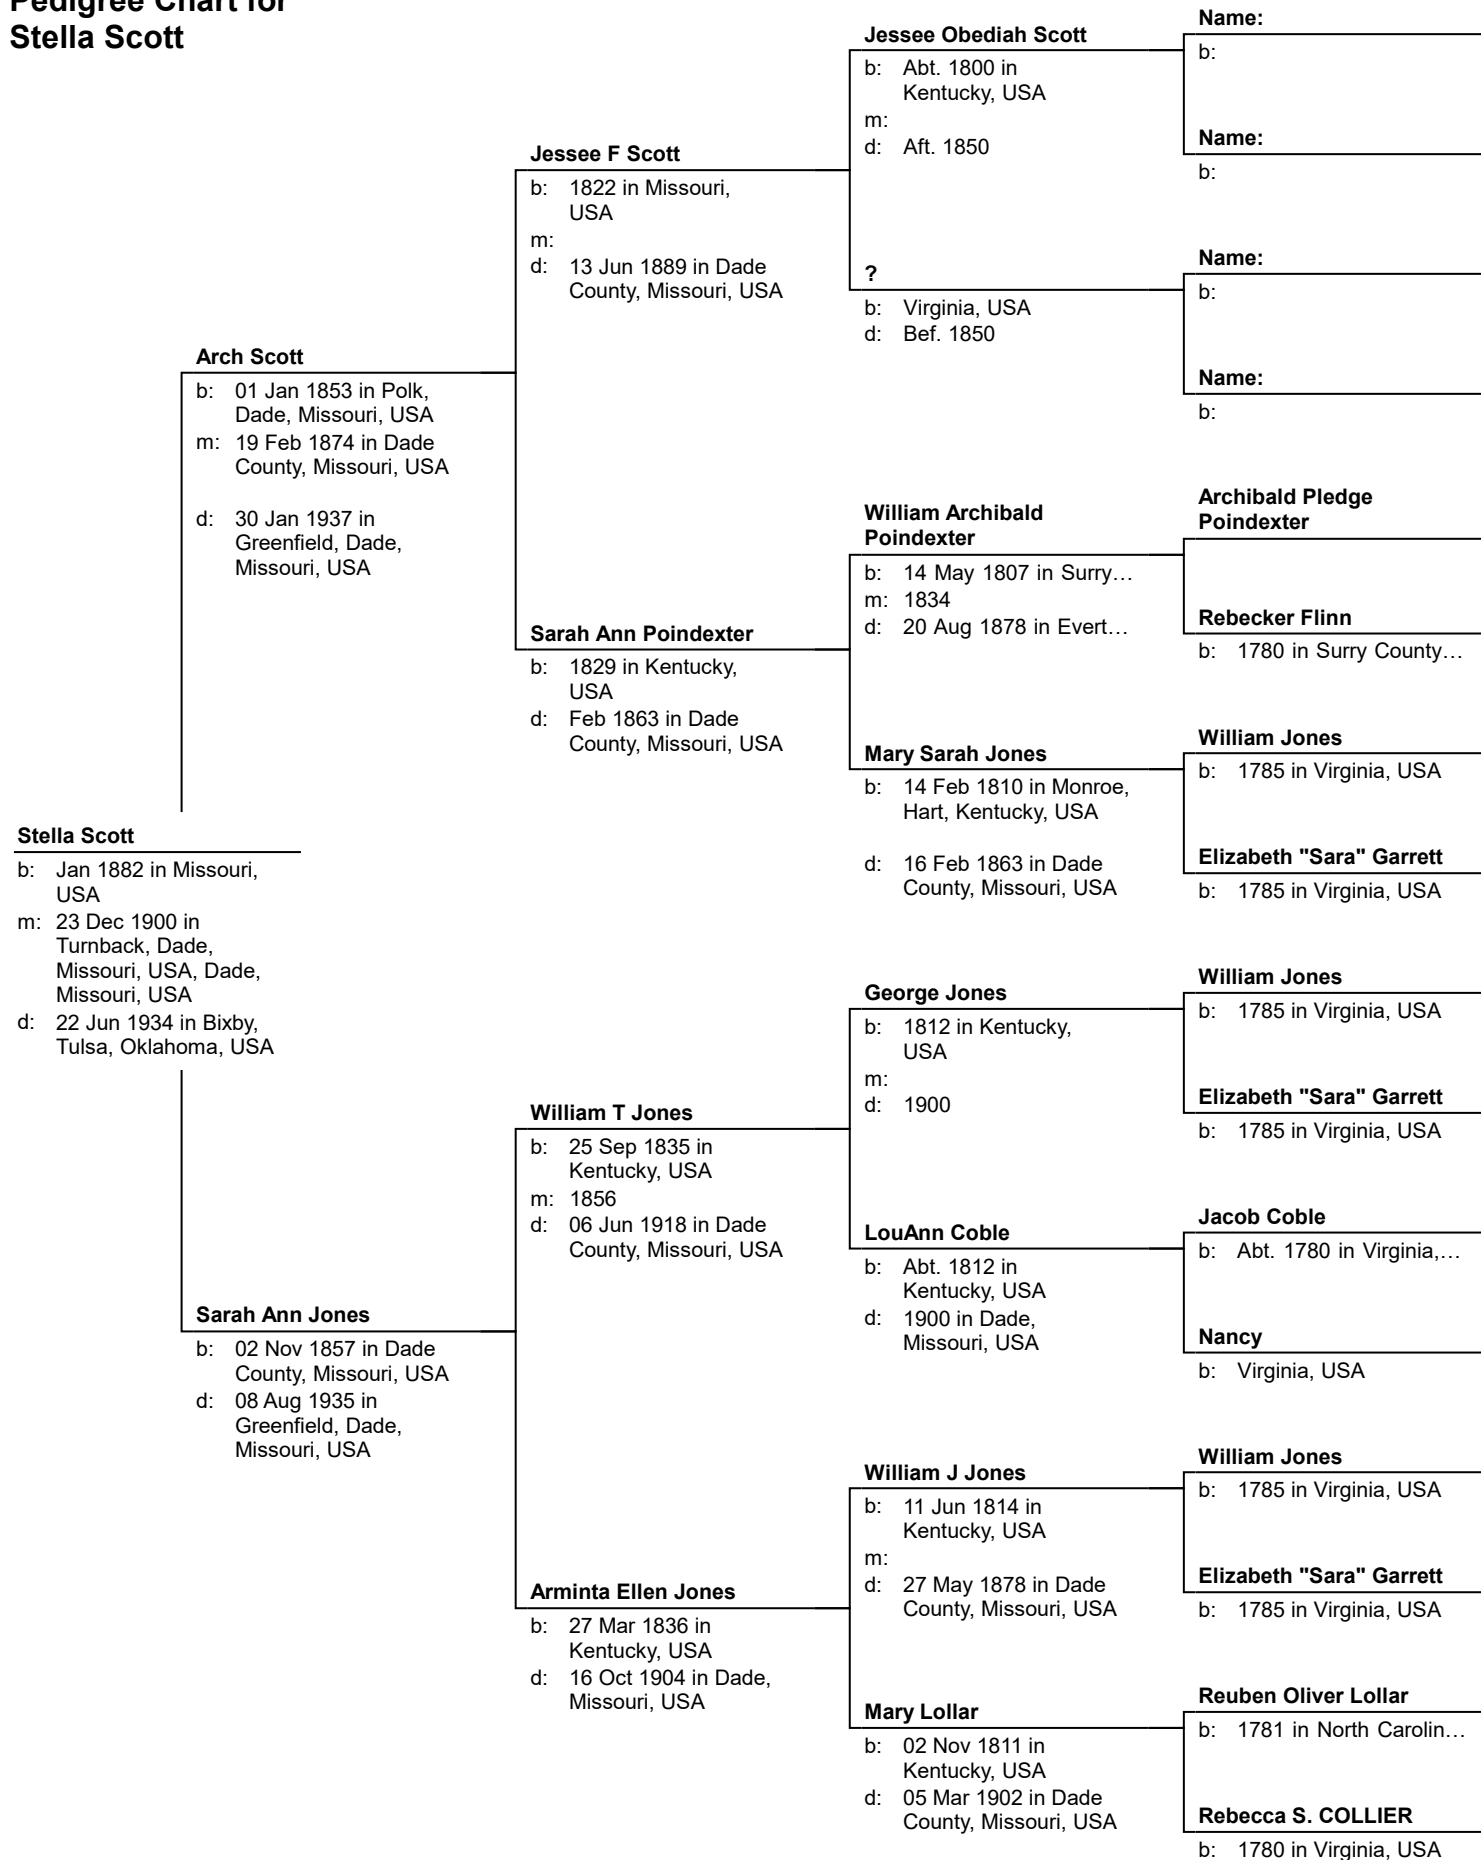 Pedigree Chart for
Stella Scott
Stella Scott
b: Jan 1882 in Missouri,
USA
m: 23 Dec 1900 in
Turnback, Dade,
Missouri, USA, Dade,
Missouri, USA
d: 22 Jun 1934 in Bixby,
Tulsa, Oklahoma, USA
Arch Scott
b: 01 Jan 1853 in Polk,
Dade, Missouri, USA
m: 19 Feb 1874 in Dade
County, Missouri, USA
d: 30 Jan 1937 in
Greenfield, Dade,
Missouri, USA
Sarah Ann Jones
b: 02 Nov 1857 in Dade
County, Missouri, USA
d: 08 Aug 1935 in
Greenfield, Dade,
Missouri, USA
Jessee F Scott
b: 1822 in Missouri,
USA
m:
d: 13 Jun 1889 in Dade
County, Missouri, USA
Sarah Ann Poindexter
b: 1829 in Kentucky,
USA
d: Feb 1863 in Dade
County, Missouri, USA
William T Jones
b: 25 Sep 1835 in
Kentucky, USA
m: 1856
d: 06 Jun 1918 in Dade
County, Missouri, USA
Arminta Ellen Jones
b: 27 Mar 1836 in
Kentucky, USA
d: 16 Oct 1904 in Dade,
Missouri, USA
Jessee Obediah Scott
b: Abt. 1800 in
Kentucky, USA
m:
d: Aft. 1850
?
b: Virginia, USA
d: Bef. 1850
William Archibald
Poindexter
b: 14 May 1807 in Surry…
m: 1834
d: 20 Aug 1878 in Evert…
Mary Sarah Jones
b: 14 Feb 1810 in Monroe,
Hart, Kentucky, USA
d: 16 Feb 1863 in Dade
County, Missouri, USA
George Jones
b: 1812 in Kentucky,
USA
m:
d: 1900
LouAnn Coble
b: Abt. 1812 in
Kentucky, USA
d: 1900 in Dade,
Missouri, USA
William J Jones
b: 11 Jun 1814 in
Kentucky, USA
m:
d: 27 May 1878 in Dade
County, Missouri, USA
Mary Lollar
b: 02 Nov 1811 in
Kentucky, USA
d: 05 Mar 1902 in Dade
County, Missouri, USA
Name:
b:
Name:
b:
Name:
b:
Name:
b:
Archibald Pledge
Poindexter
Rebecker Flinn
b: 1780 in Surry County…
William Jones
b: 1785 in Virginia, USA
Elizabeth "Sara" Garrett
b: 1785 in Virginia, USA
William Jones
b: 1785 in Virginia, USA
Elizabeth "Sara" Garrett
b: 1785 in Virginia, USA
Jacob Coble
b: Abt. 1780 in Virginia,…
Nancy
b: Virginia, USA
William Jones
b: 1785 in Virginia, USA
Elizabeth "Sara" Garrett
b: 1785 in Virginia, USA
Reuben Oliver Lollar
b: 1781 in North Carolin…
Rebecca S. COLLIER
b: 1780 in Virginia, USA